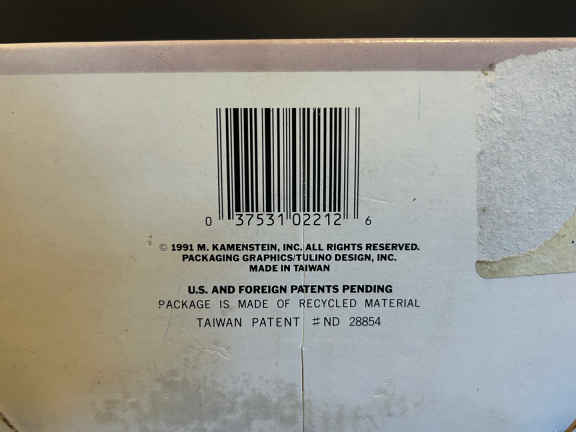 0 37531 02212 6
© 1991 M. KAMENSTEIN, INC. ALL RIGHTS RESERVED.
PACKAGING GRAPHICS/TULINO DESIGN, INC.
MADE IN TAIWAN
U.S. AND FOREIGN PATENTS PENDING
PACKAGE IS MADE OF RECYCLED MATERIAL
TAIWAN PATENT #ND 28854